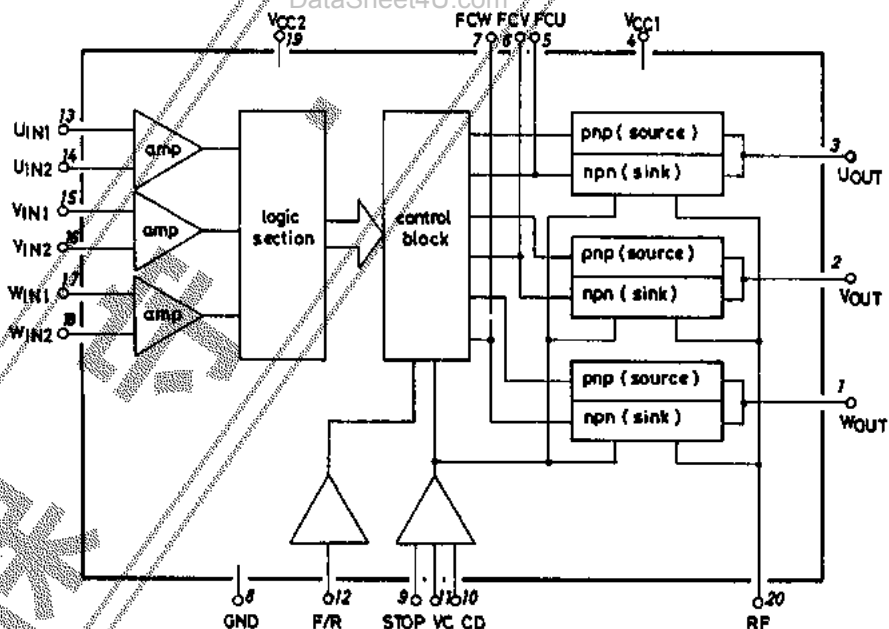 DataSheet4U.com
VCC2 FCW FCV FCU VCC1
19 7 6 5 4
13
UIN1
14
UIN2
15
VIN1
16
VIN2
17
WIN1
18
WIN2
amp
amp
amp
logic
section
control
block
pnp(source)
npn(sink)
3
UOUT
pnp(source)
npn(sink)
2
VOUT
pnp(source)
npn(sink)
1
WOUT
8 12 9 11 10 20
GND F/R STOP VC CD RF